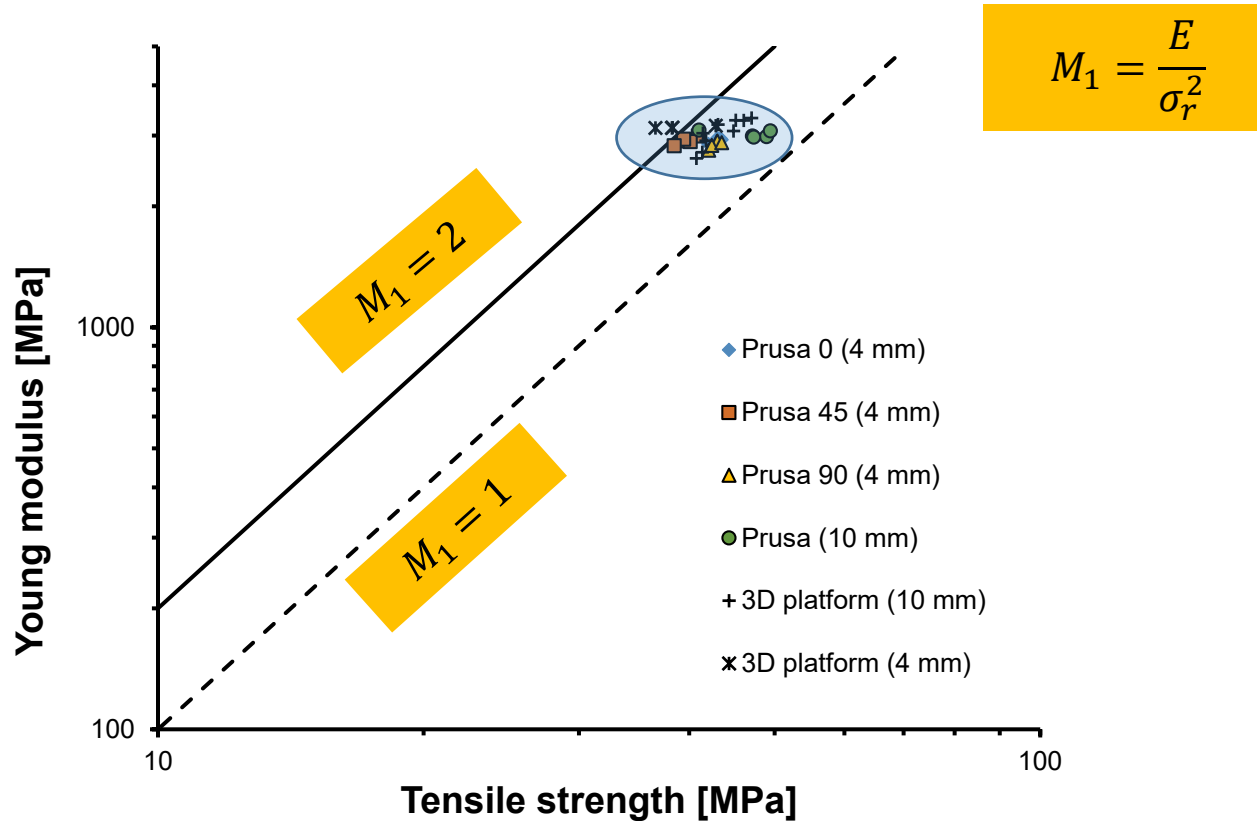 M₁ = E / σᵣ²
M₁ = 2
M₁ = 1
Young modulus [MPa]
1000
100
Prusa 0 (4 mm)
Prusa 45 (4 mm)
Prusa 90 (4 mm)
Prusa (10 mm)
3D platform (10 mm)
3D platform (4 mm)
10
100
Tensile strength [MPa]